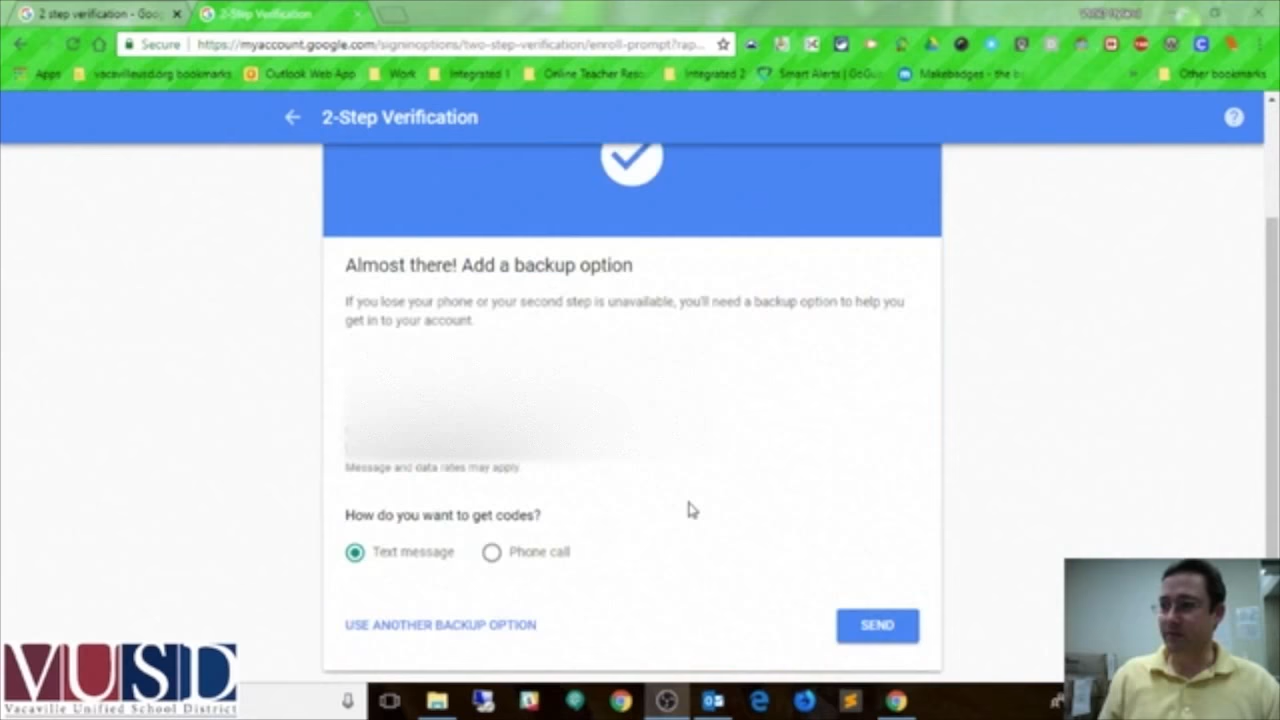 2 step verification - Goog
2-Step Verification
Secure
https://myaccount.google.com/signinoptions/two-step-verification/enroll-prompt?rap...
Apps
vacavilleusd.org bookmarks
Outlook Web App
Work
Integrated 1
Online Teacher Reso
Integrated 2
Smart Alerts | GoGua
Makebadges - the b
»
Other bookmarks
2-Step Verification
Almost there! Add a backup option
If you lose your phone or your second step is unavailable, you'll need a backup option to help you
get in to your account.
Message and data rates may apply.
How do you want to get codes?
Text message
Phone call
USE ANOTHER BACKUP OPTION
SEND
VUSD
Vacaville Unified School District